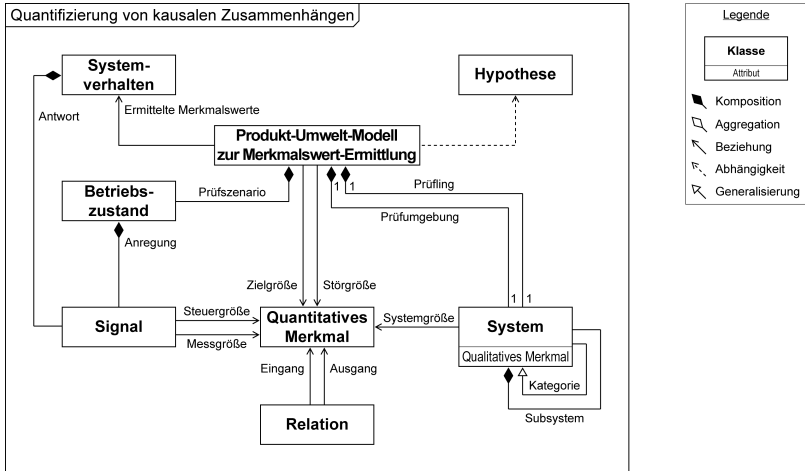 Quantifizierung von kausalen Zusammenhängen
System-
verhalten
Hypothese
Antwort
Ermittelte Merkmalswerte
Produkt-Umwelt-Modell
zur Merkmalswert-Ermittlung
Betriebs-
zustand
Prüfszenario
1
1
Prüfling
Prüfumgebung
Anregung
Zielgröße
Störgröße
1
1
Signal
Steuergröße
Messgröße
Quantitatives
Merkmal
Systemgröße
System
Qualitatives Merkmal
Eingang
Ausgang
Kategorie
Subsystem
Relation
Legende
Klasse
Attribut
Komposition
Aggregation
Beziehung
Abhängigkeit
Generalisierung